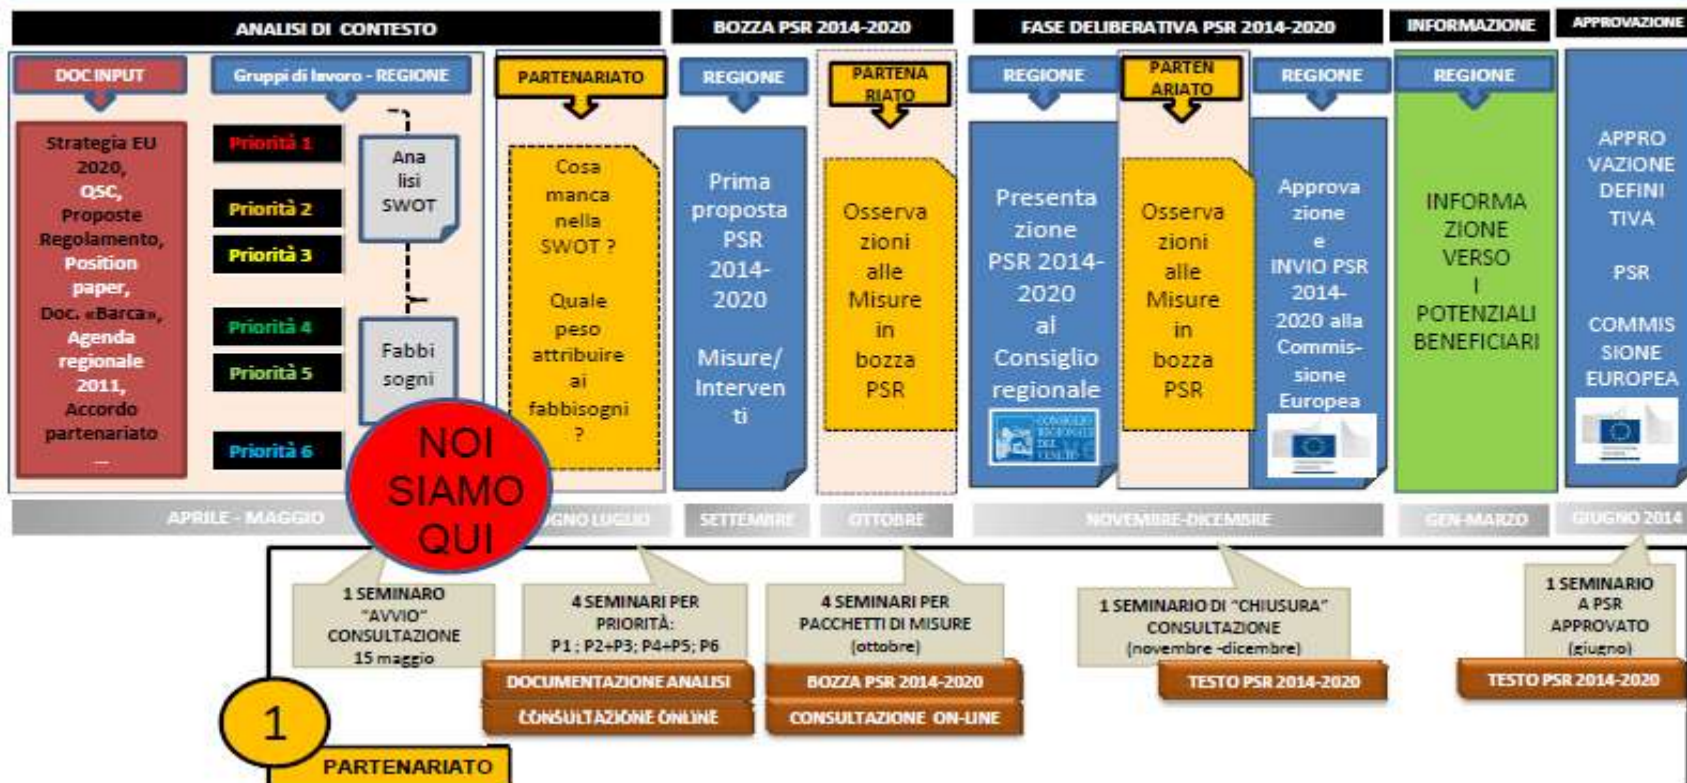 ANALISI DI CONTESTO
BOZZA PSR 2014-2020
FASE DELIBERATIVA PSR 2014-2020
INFORMAZIONE
APPROVAZIONE
DOC INPUT
Gruppi di lavoro - REGIONE
PARTENARIATO
REGIONE
PARTENA
RIATO
REGIONE
PARTEN
ARIATO
REGIONE
REGIONE
Strategia EU
2020,
QSC,
Proposte
Regolamento,
Position
paper,
Doc. «Barca»,
Agenda
regionale
2011,
Accordo
partenariato
...
Priorità 1
Priorità 2
Priorità 3
Priorità 4
Priorità 5
Priorità 6
Ana
lisi
SWOT
Fabbi
sogni
Cosa
manca
nella
SWOT ?
Quale
peso
attribuire
ai
fabbisogni
?
Prima
proposta
PSR
2014-
2020
Misure/
Interven
ti
Osserva
zioni
alle
Misure
in
bozza
PSR
Presenta
zione
PSR 2014-
2020
al
Consiglio
regionale
CONSIGLIO
REGIONALE
DEL
VENETO
Osserva
zioni
alle
Misure
in
bozza
PSR
Approva
zione
e
INVIO PSR
2014-
2020 alla
Commis-
sione
Europea
INFORMA
ZIONE
VERSO
I
POTENZIALI
BENEFICIARI
APPRO
VAZIONE
DEFINI
TIVA
PSR
COMMIS
SIONE
EUROPEA
NOI
SIAMO
QUI
APRILE - MAGGIO
UGNO LUGLIO
SETTEMBRE
OTTOBRE
NOVEMBRE-DICEMBRE
GEN-MARZO
GIUGNO 2014
1 SEMINARO
"AVVIO"
CONSULTAZIONE
15 maggio
4 SEMINARI PER
PRIORITÀ:
P1 ; P2+P3; P4+P5; P6
DOCUMENTAZIONE ANALISI
CONSULTAZIONE ONLINE
4 SEMINARI PER
PACCHETTI DI MISURE
(ottobre)
BOZZA PSR 2014-2020
CONSULTAZIONE ON-LINE
1 SEMINARIO DI "CHIUSURA"
CONSULTAZIONE
(novembre -dicembre)
TESTO PSR 2014-2020
1 SEMINARIO
A PSR
APPROVATO
(giugno)
TESTO PSR 2014-2020
1
PARTENARIATO